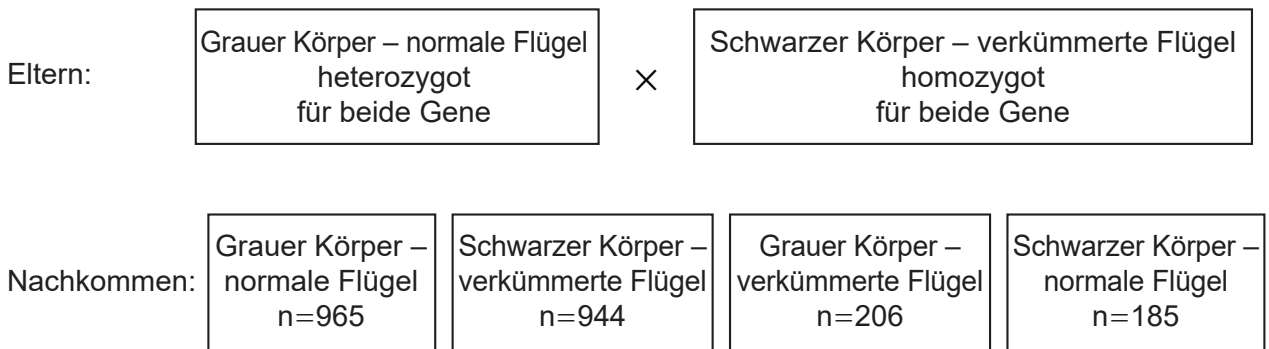 Eltern:
Grauer Körper – normale Flügel
heterozygot
für beide Gene
×
Schwarzer Körper – verkümmerte Flügel
homozygot
für beide Gene
Nachkommen:
Grauer Körper –
normale Flügel
n=965
Schwarzer Körper –
verkümmerte Flügel
n=944
Grauer Körper –
verkümmerte Flügel
n=206
Schwarzer Körper –
normale Flügel
n=185